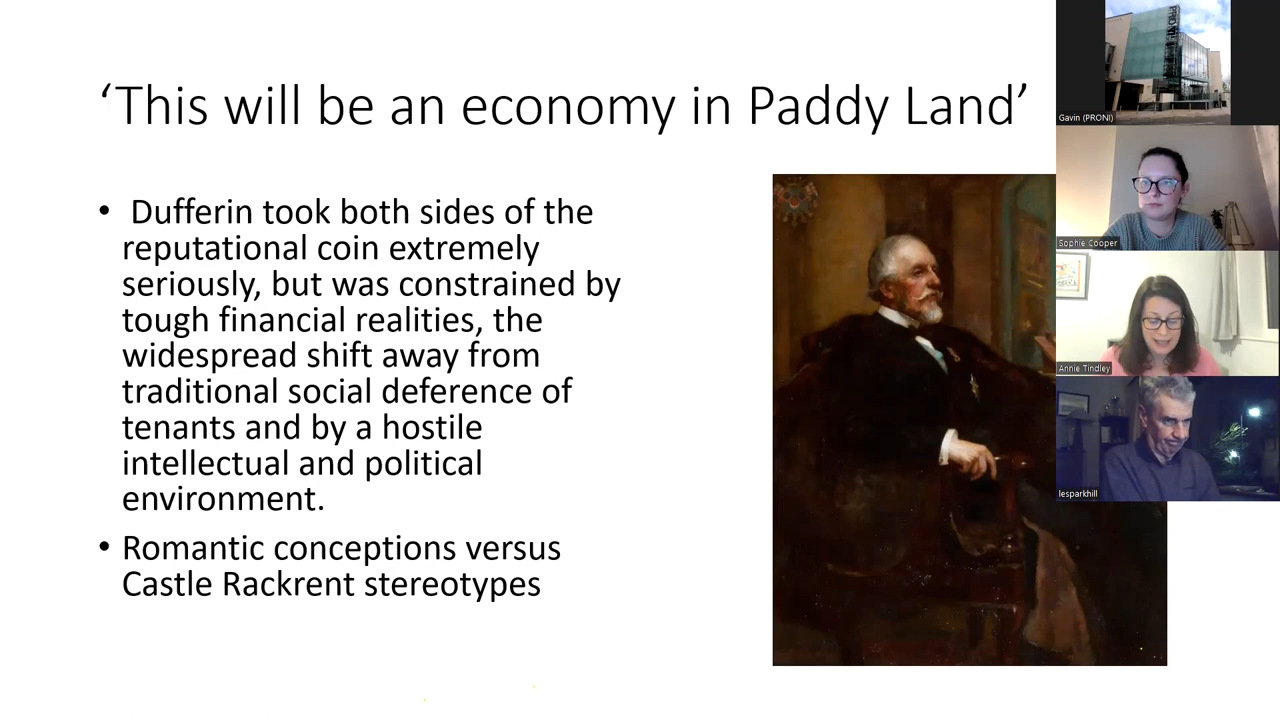 ‘This will be an economy in Paddy Land’
• Dufferin took both sides of the
reputational coin extremely
seriously, but was constrained by
tough financial realities, the
widespread shift away from
traditional social deference of
tenants and by a hostile
intellectual and political
environment.
• Romantic conceptions versus
Castle Rackrent stereotypes
Gavin (PRONI)
Sophie Cooper
Annie Tindley
lesparkhill